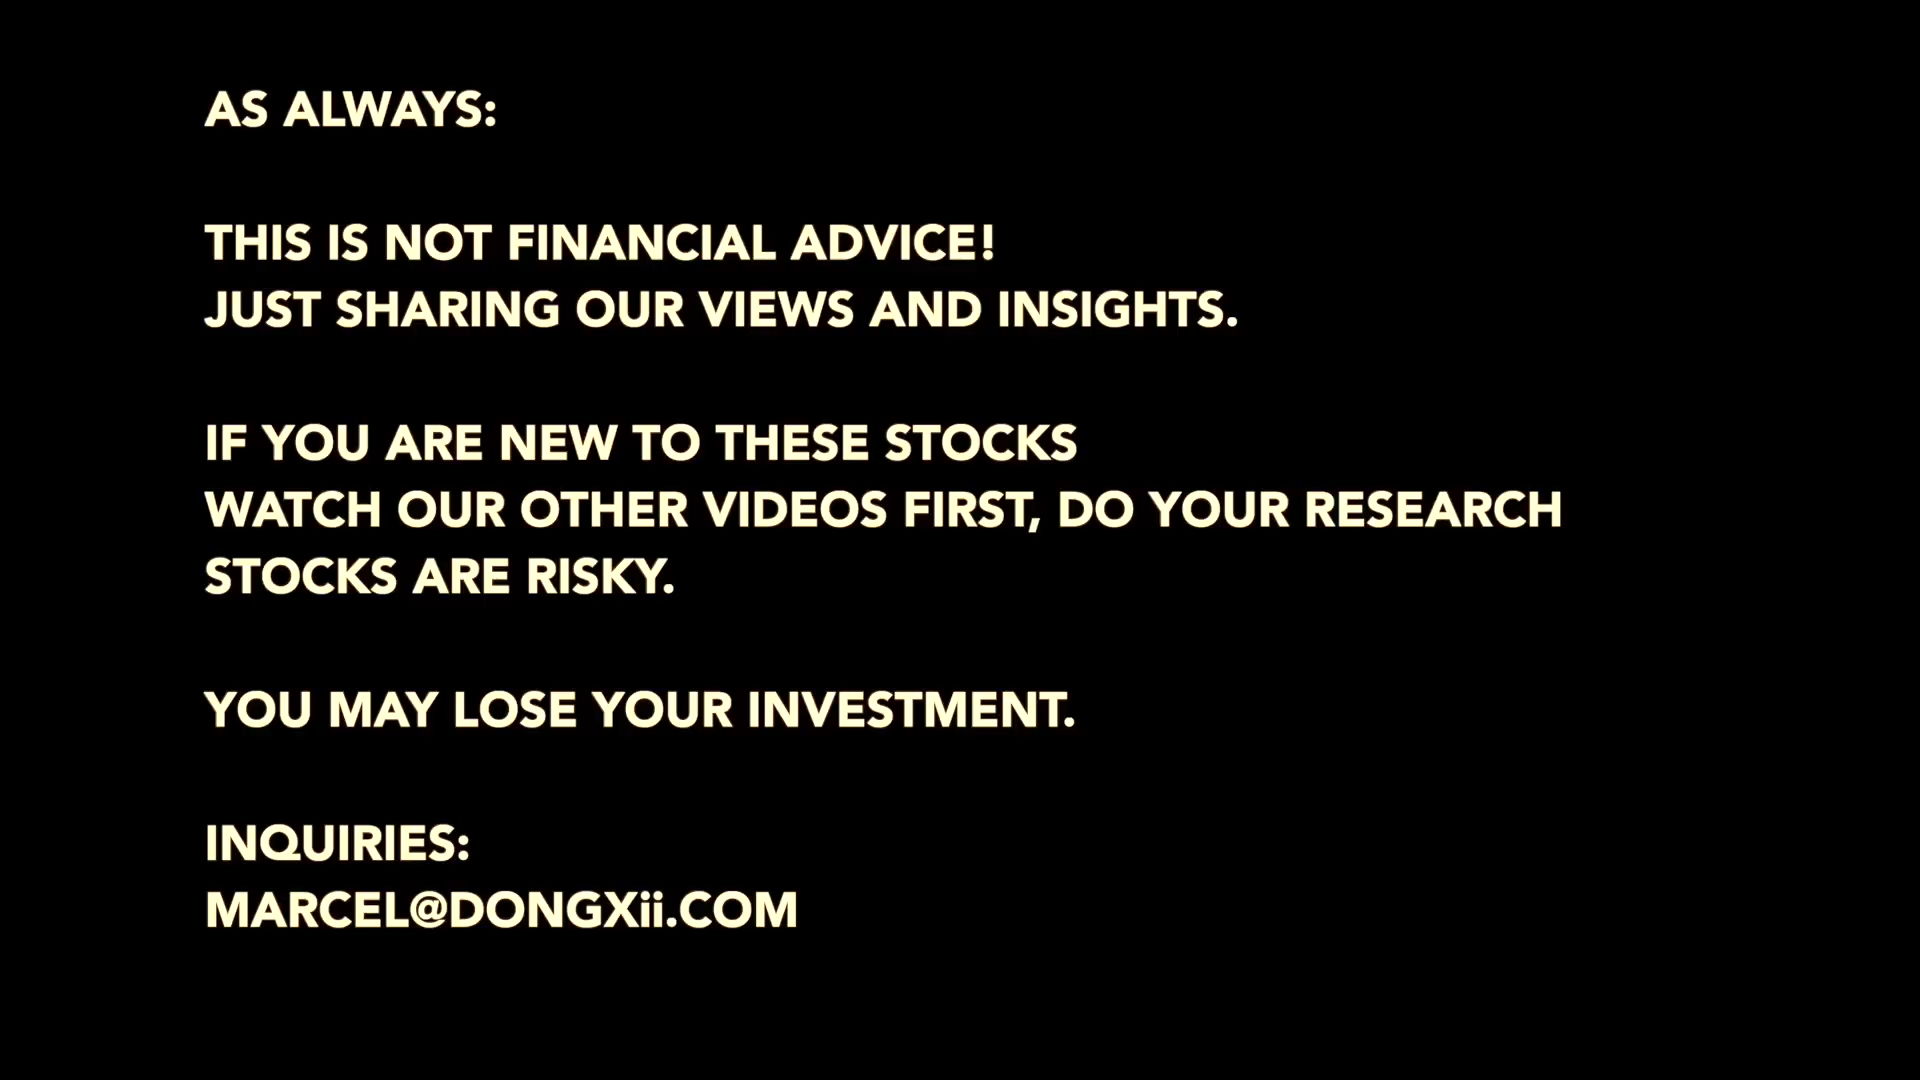 AS ALWAYS:
THIS IS NOT FINANCIAL ADVICE!
JUST SHARING OUR VIEWS AND INSIGHTS.
IF YOU ARE NEW TO THESE STOCKS
WATCH OUR OTHER VIDEOS FIRST, DO YOUR RESEARCH
STOCKS ARE RISKY.
YOU MAY LOSE YOUR INVESTMENT.
INQUIRIES:
MARCEL@DONGXii.COM